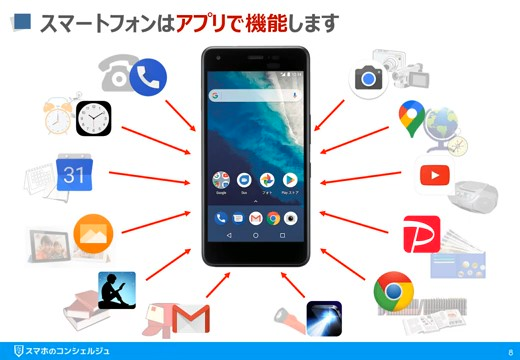 スマートフォンはアプリで機能します
31
Google
Duo
フォト
Play ストア
スマホのコンシェルジュ
8